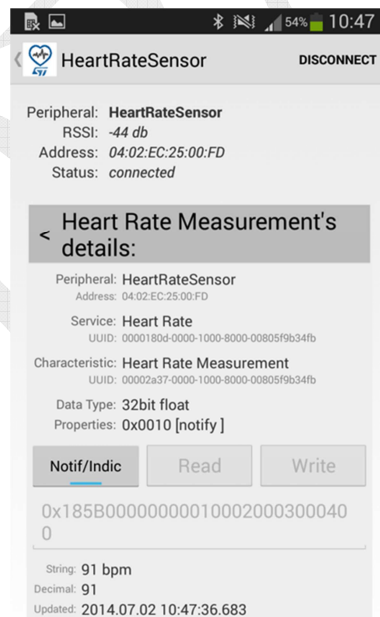 54% 10:47
HeartRateSensor DISCONNECT
Peripheral: HeartRateSensor
RSSI: -44 db
Address: 04:02:EC:25:00:FD
Status: connected
< Heart Rate Measurement's
details:
Peripheral: HeartRateSensor
Address: 04:02:EC:25:00:FD
Service: Heart Rate
UUID: 0000180d-0000-1000-8000-00805f9b34fb
Characteristic: Heart Rate Measurement
UUID: 00002a37-0000-1000-8000-00805f9b34fb
Data Type: 32bit float
Properties: 0x0010 [notify ]
Notif/Indic Read Write
0x185B00000000010002000300040
0
String: 91 bpm
Decimal: 91
Updated: 2014.07.02 10:47:36.683